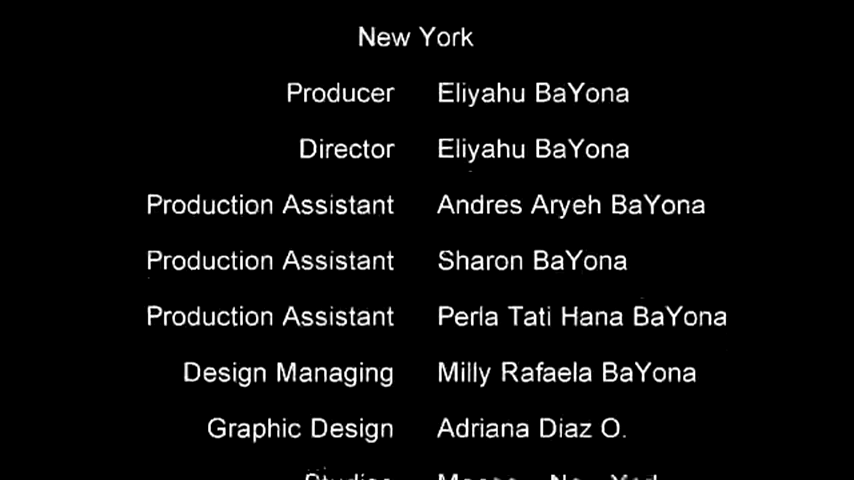 New York
Producer Eliyahu BaYona
Director Eliyahu BaYona
Production Assistant Andres Aryeh BaYona
Production Assistant Sharon BaYona
Production Assistant Perla Tati Hana BaYona
Design Managing Milly Rafaela BaYona
Graphic Design Adriana Diaz O.